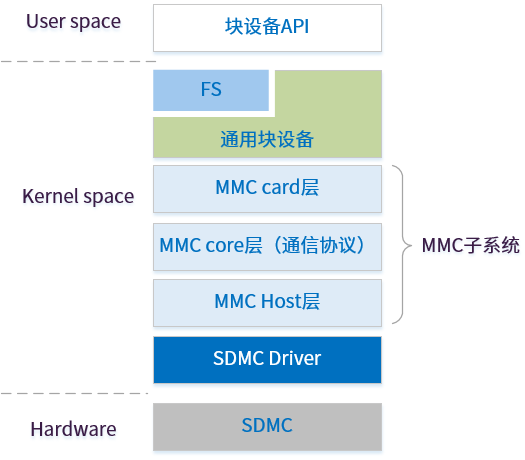 User space
块设备API
FS
通用块设备
Kernel space
MMC card层
MMC core层（通信协议）
MMC子系统
MMC Host层
SDMC Driver
Hardware
SDMC